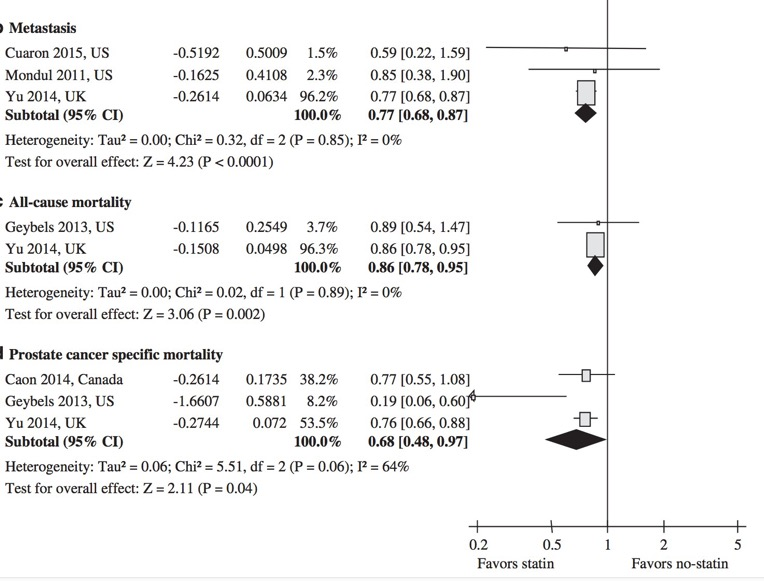 Metastasis
Cuaron 2015, US -0.5192 0.5009 1.5% 0.59 [0.22, 1.59]
Mondul 2011, US -0.1625 0.4108 2.3% 0.85 [0.38, 1.90]
Yu 2014, UK -0.2614 0.0634 96.2% 0.77 [0.68, 0.87]
Subtotal (95% CI) 100.0% 0.77 [0.68, 0.87]
Heterogeneity: Tau² = 0.00; Chi² = 0.32, df = 2 (P = 0.85); I² = 0%
Test for overall effect: Z = 4.23 (P < 0.0001)
All-cause mortality
Geybels 2013, US -0.1165 0.2549 3.7% 0.89 [0.54, 1.47]
Yu 2014, UK -0.1508 0.0498 96.3% 0.86 [0.78, 0.95]
Subtotal (95% CI) 100.0% 0.86 [0.78, 0.95]
Heterogeneity: Tau² = 0.00; Chi² = 0.02, df = 1 (P = 0.89); I² = 0%
Test for overall effect: Z = 3.06 (P = 0.002)
d Prostate cancer specific mortality
Caon 2014, Canada -0.2614 0.1735 38.2% 0.77 [0.55, 1.08]
Geybels 2013, US -1.6607 0.5881 8.2% 0.19 [0.06, 0.60]
Yu 2014, UK -0.2744 0.072 53.5% 0.76 [0.66, 0.88]
Subtotal (95% CI) 100.0% 0.68 [0.48, 0.97]
Heterogeneity: Tau² = 0.06; Chi² = 5.51, df = 2 (P = 0.06); I² = 64%
Test for overall effect: Z = 2.11 (P = 0.04)
0.2 0.5 1 2 5
Favors statin Favors no-statin